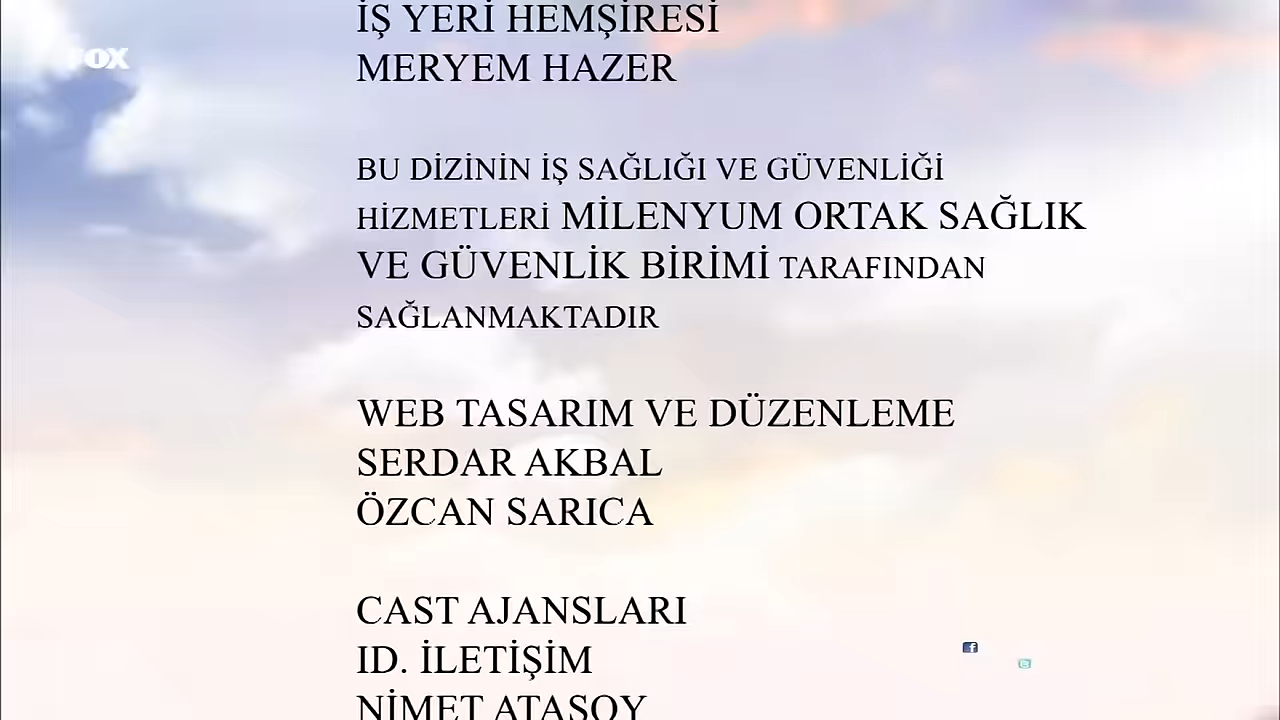 FOX
İŞ YERİ HEMŞİRESİ
MERYEM HAZER
BU DİZİNİN İŞ SAĞLIĞI VE GÜVENLİĞİ
HİZMETLERİ MİLENYUM ORTAK SAĞLIK
VE GÜVENLİK BİRİMİ TARAFINDAN
SAĞLANMAKTADIR
WEB TASARIM VE DÜZENLEME
SERDAR AKBAL
ÖZCAN SARICA
CAST AJANSLARI
ID. İLETİŞİM
NİMET ATASOY